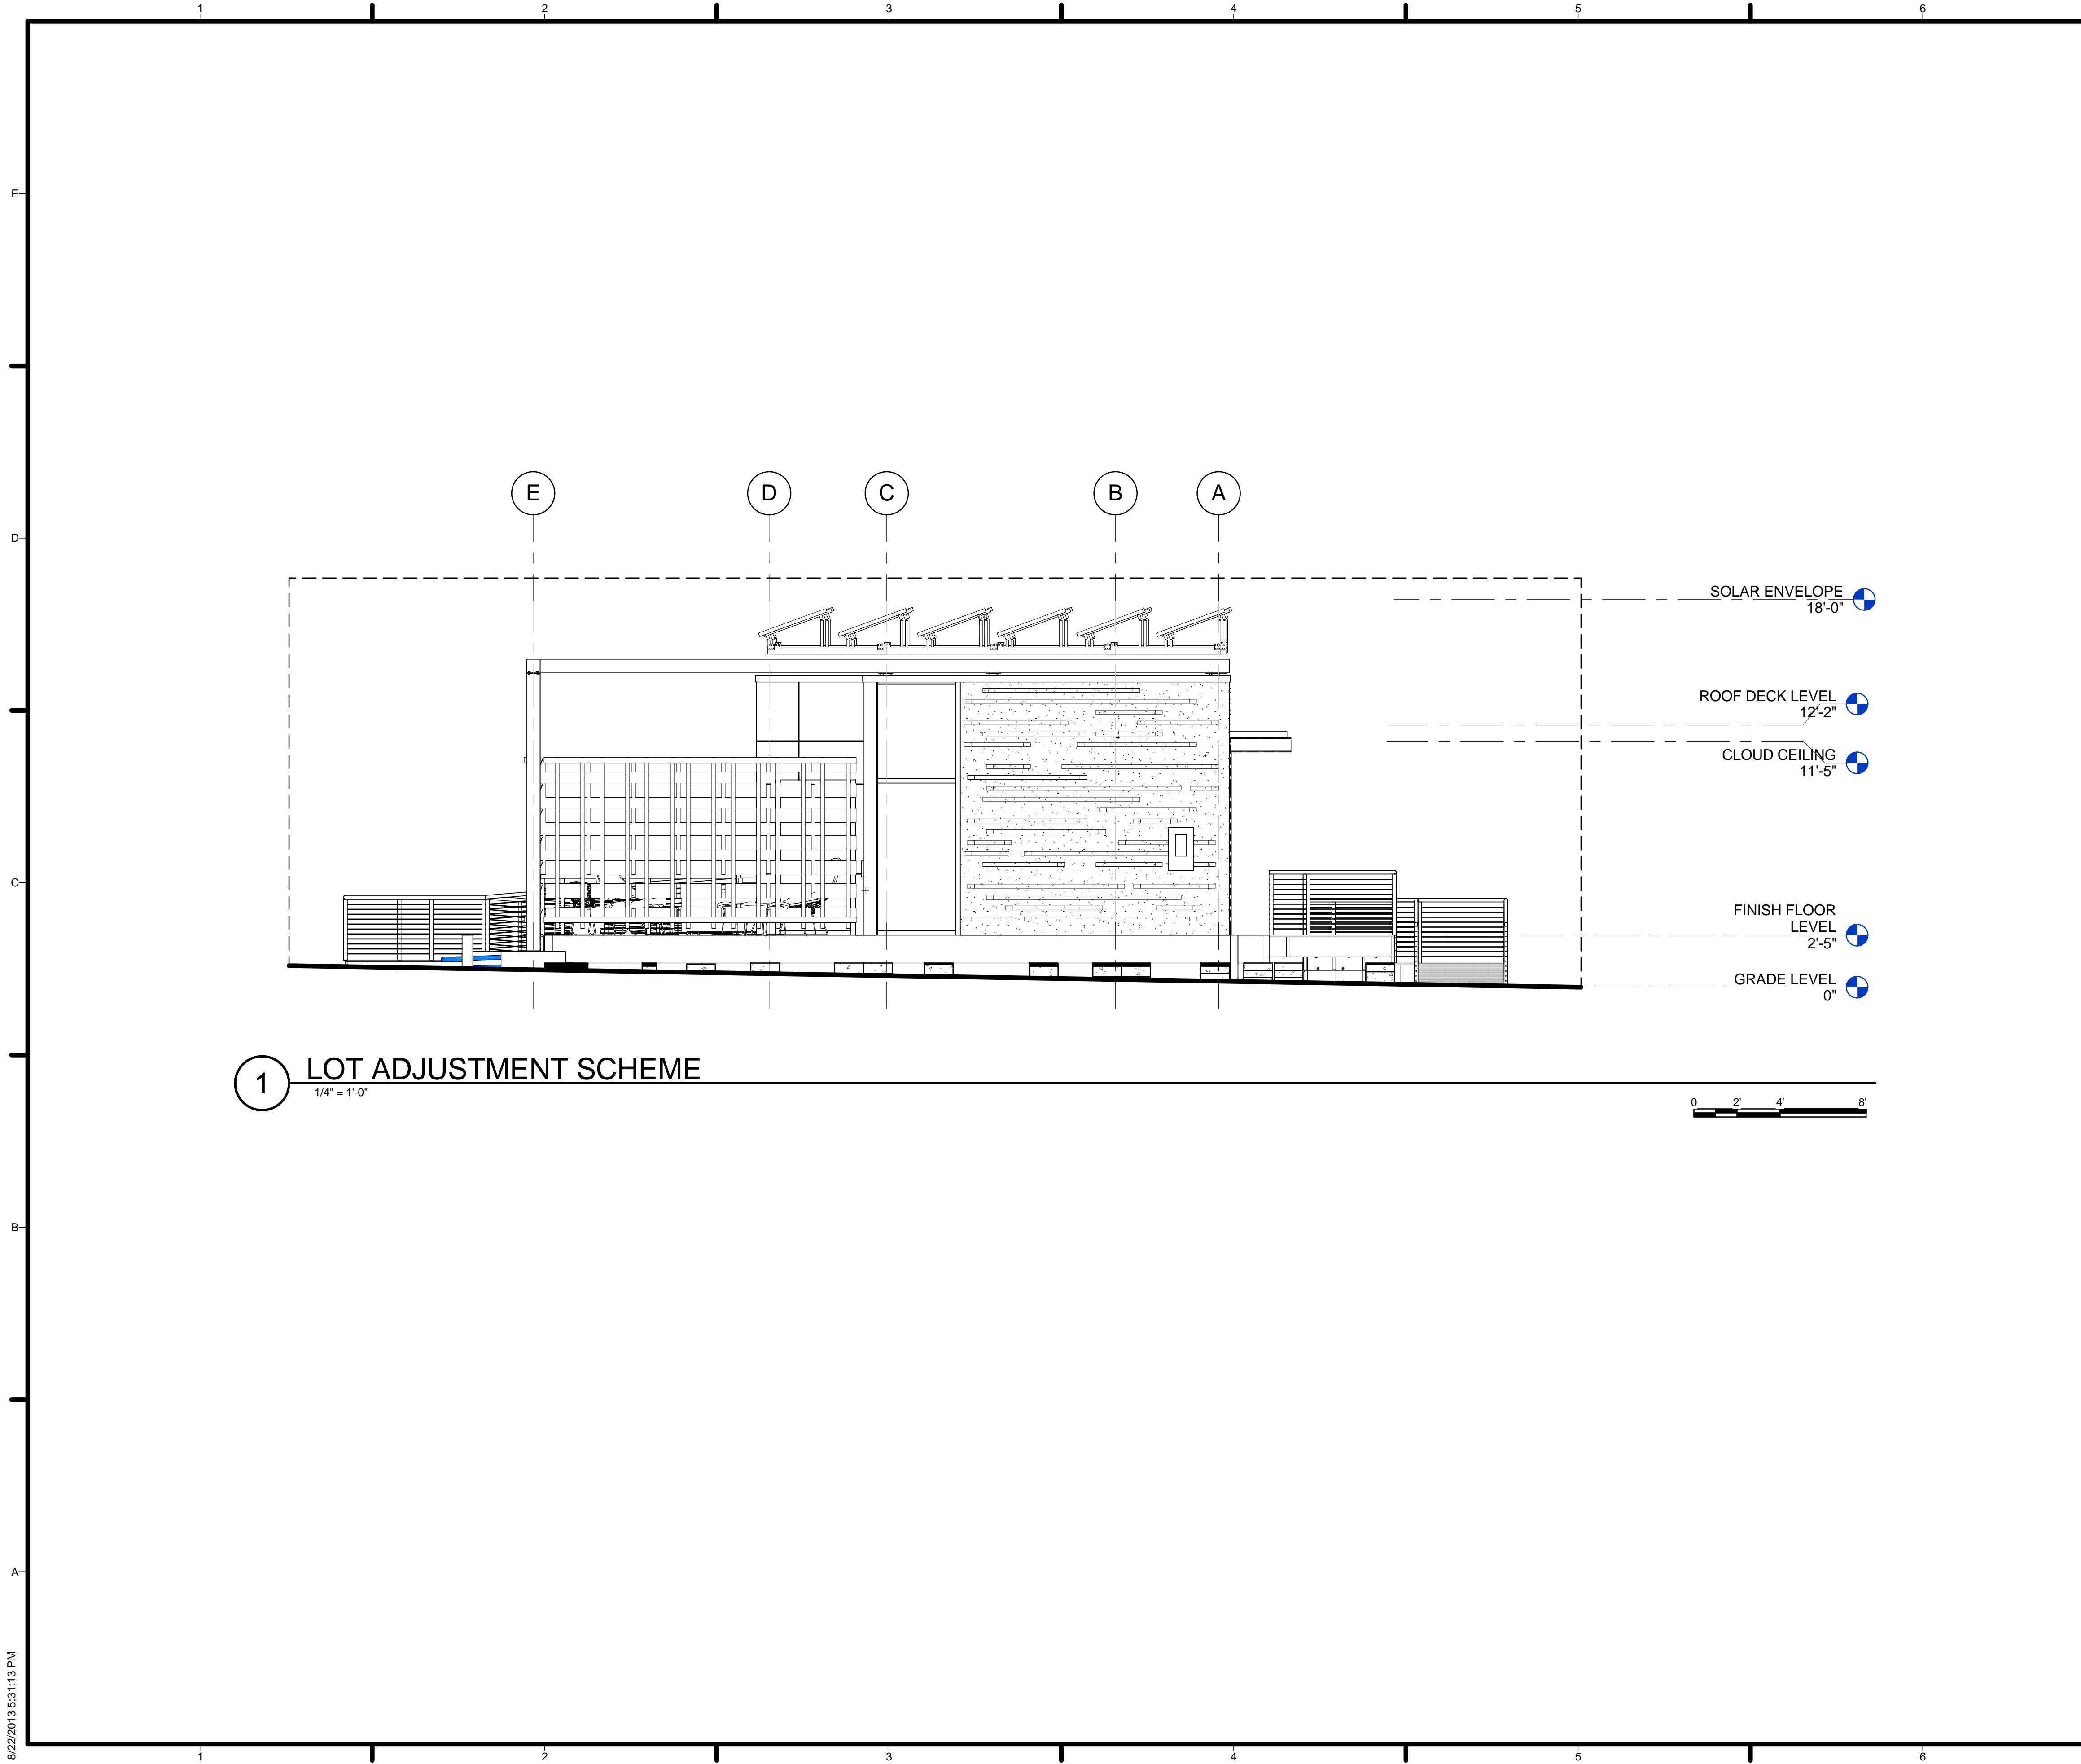 1 2 3 4 5 6
E
D
C
B
A
E D C B A
SOLAR ENVELOPE
18'-0"
ROOF DECK LEVEL
12'-2"
CLOUD CEILING
11'-5"
FINISH FLOOR
LEVEL
2'-5"
GRADE LEVEL
0"
1 LOT ADJUSTMENT SCHEME
1/4" = 1'-0"
0 2' 4' 8'
8/22/2013 5:31:13 PM
1 2 3 4 5 6